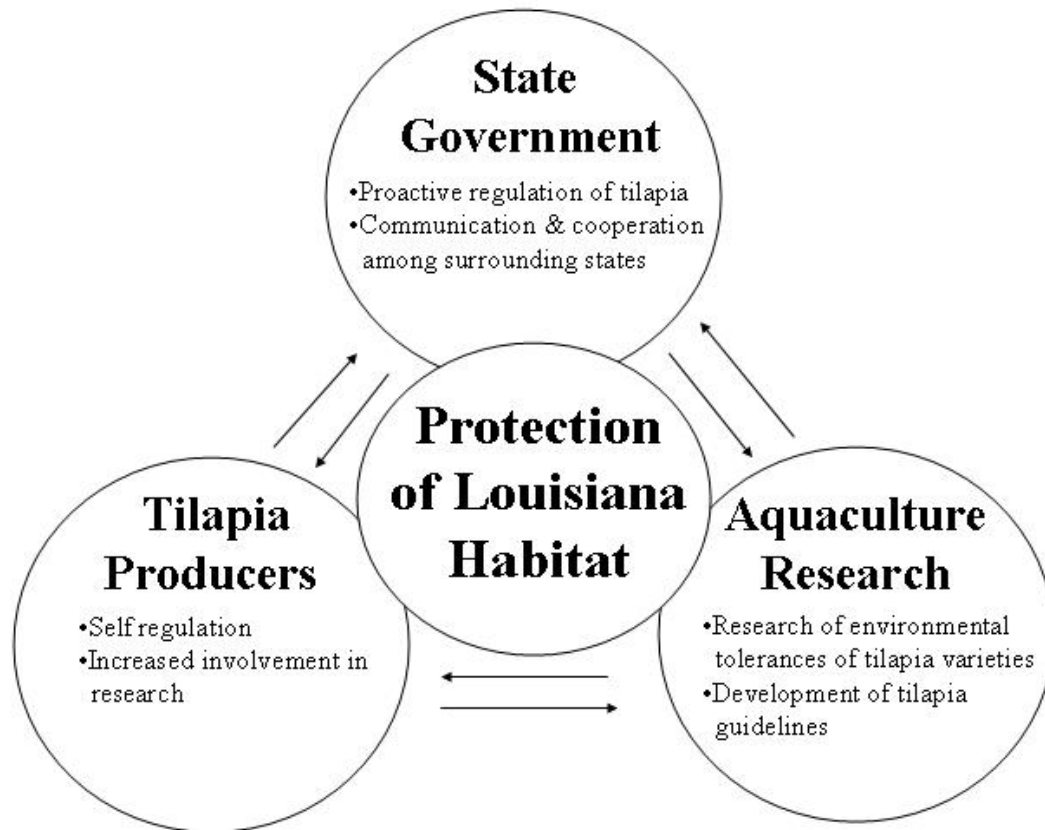 State
Government
•Proactive regulation of tilapia
•Communication & cooperation
among surrounding states
Protection
of Louisiana
Habitat
Tilapia
Producers
•Self regulation
•Increased involvement in
research
Aquaculture
Research
•Research of environmental
tolerances of tilapia varieties
•Development of tilapia
guidelines